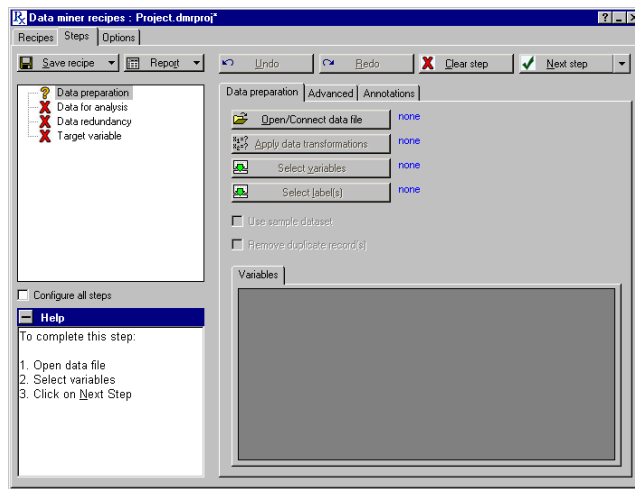 Data miner recipes : Project.dmrproj*
Recipes Steps Options
Save recipe Report Undo Redo Clear step Next step
Data preparation
Data for analysis
Data redundancy
Target variable
Configure all steps
Help
To complete this step:
1. Open data file
2. Select variables
3. Click on Next Step
Data preparation Advanced Annotations
Open/Connect data file none
X1=? X2=? Apply data transformations none
Select variables none
Select label(s) none
Use sample dataset
Remove duplicate record(s)
Variables